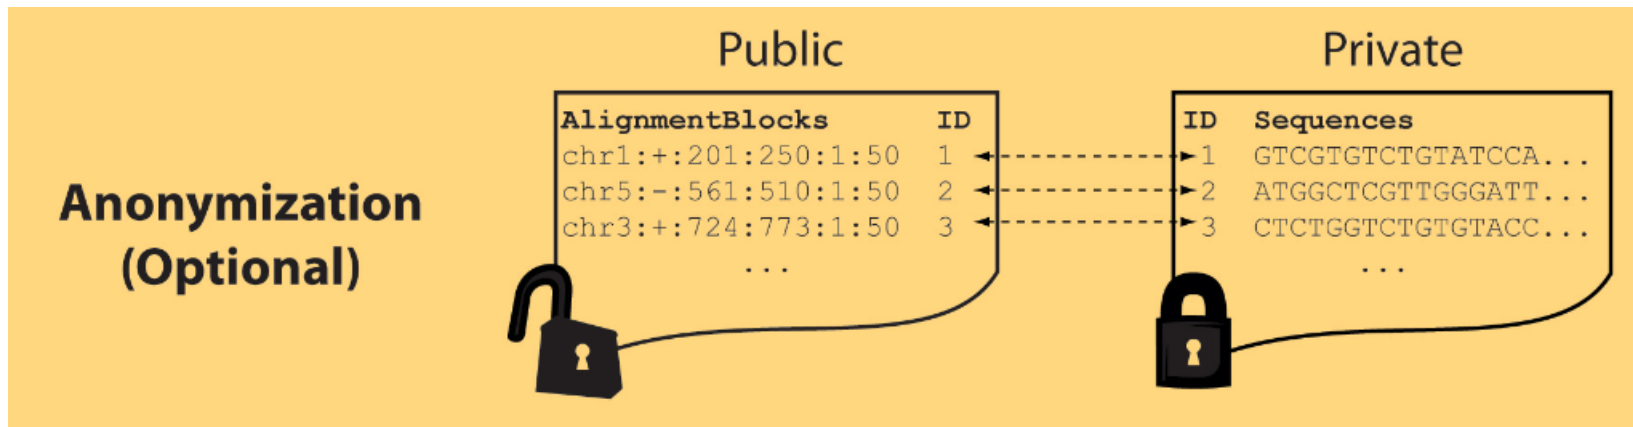 Public
Private
Anonymization
(Optional)
AlignmentBlocks ID
chr1:+:201:250:1:50 1
chr5:-:561:510:1:50 2
chr3:+:724:773:1:50 3
...
ID Sequences
1 GTCGTGTCTGTATCCA...
2 ATGGCTCGTTGGGATT...
3 CTCTGGTCTGTGTACC...
...